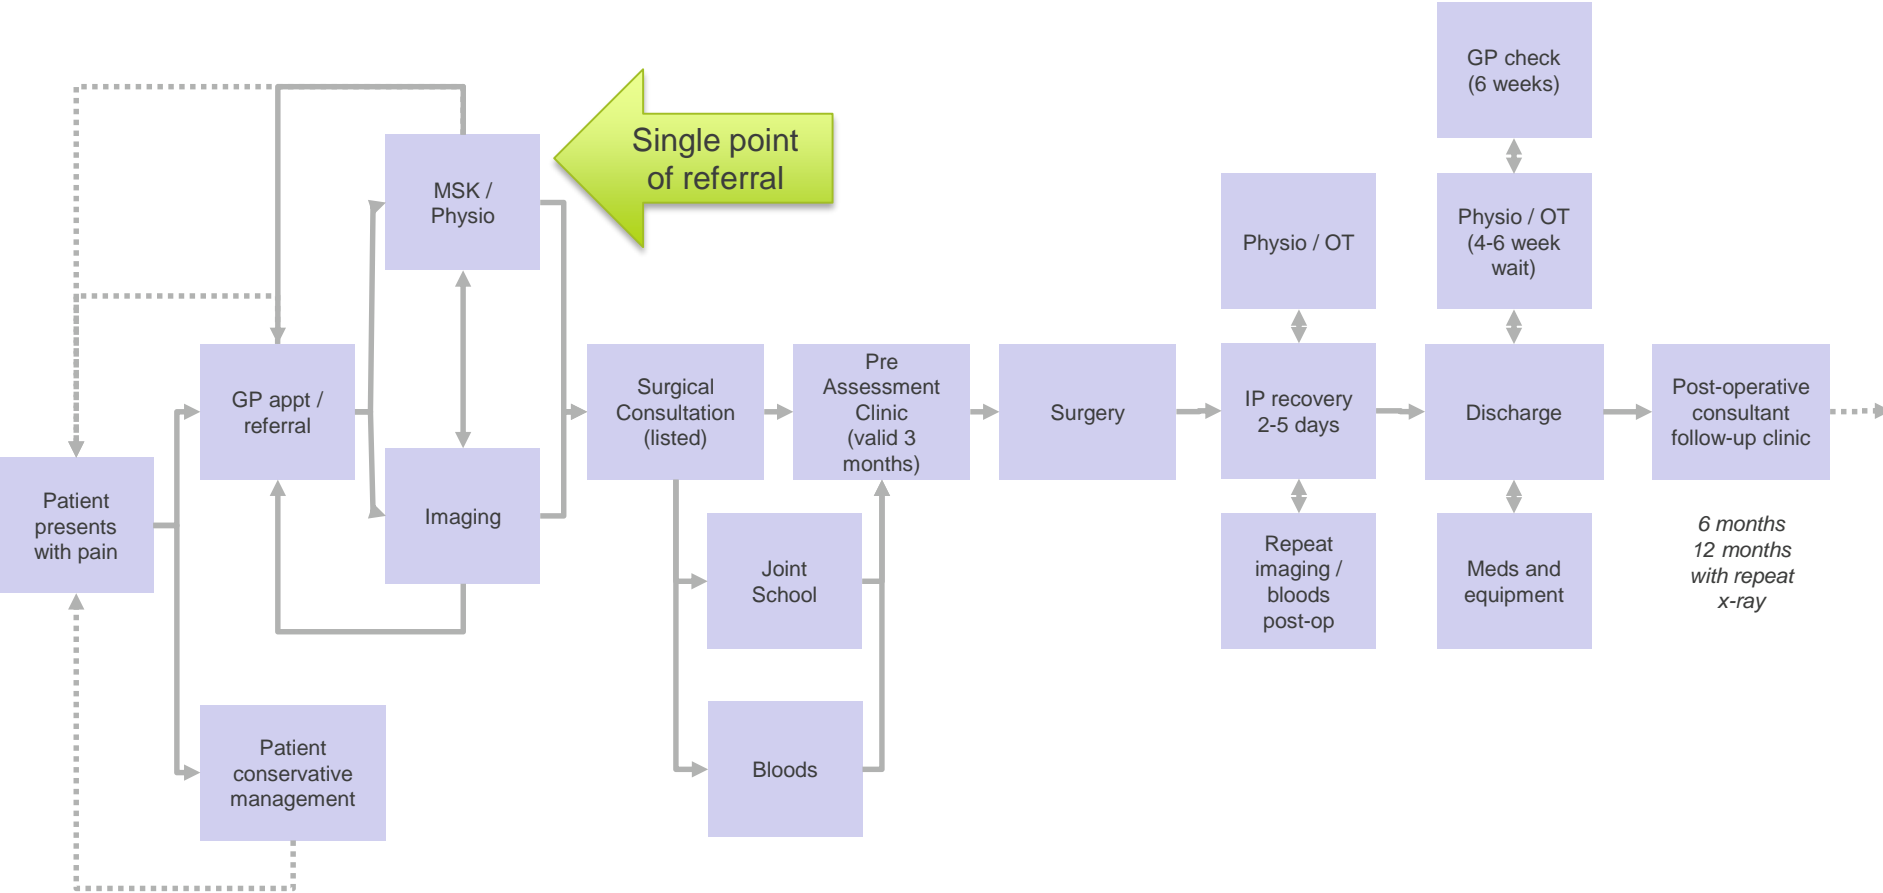 GP check
(6 weeks)
Single point
of referral
MSK /
Physio
Physio / OT
Physio / OT
(4-6 week
wait)
GP appt /
referral
Surgical
Consultation
(listed)
Pre
Assessment
Clinic
(valid 3
months)
Surgery
IP recovery
2-5 days
Discharge
Post-operative
consultant
follow-up clinic
Patient
presents
with pain
Imaging
Joint
School
Repeat
imaging /
bloods
post-op
Meds and
equipment
6 months
12 months
with repeat
x-ray
Patient
conservative
management
Bloods